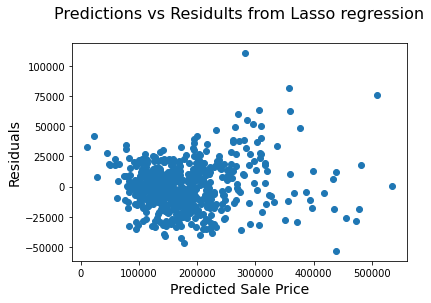 Predictions vs Residults from Lasso regression
100000
75000
50000
25000
0
−25000
−50000
Residuals
0 100000 200000 300000 400000 500000
Predicted Sale Price